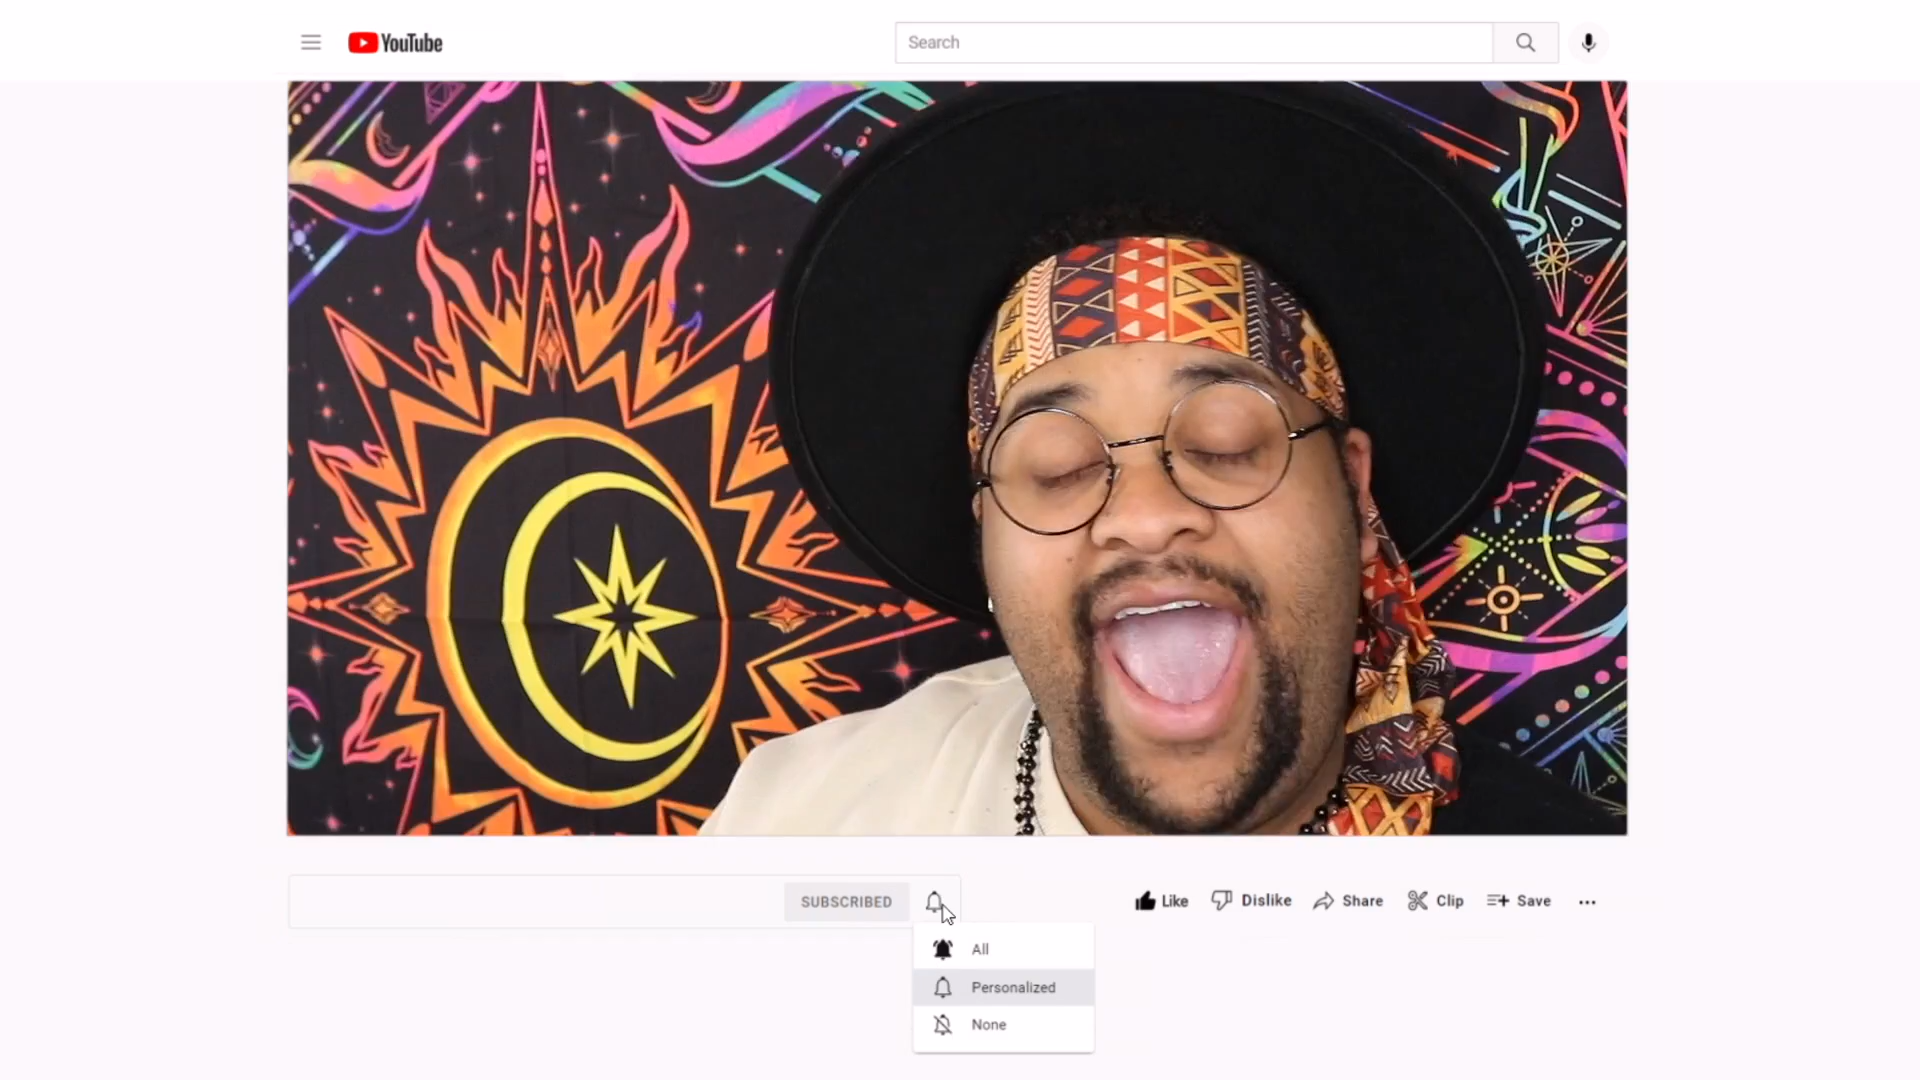 YouTube
Search
SUBSCRIBED
Like
Dislike
Share
Clip
Save
All
Personalized
None